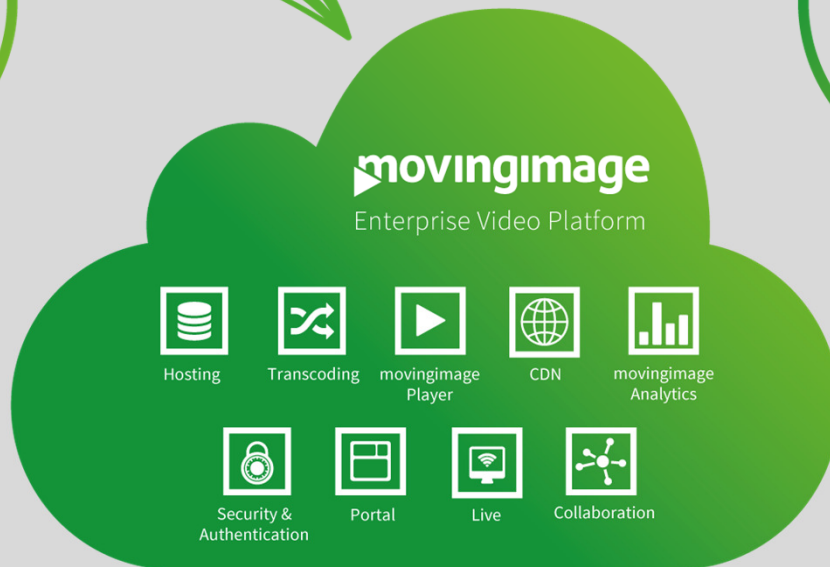 movingimage
Enterprise Video Platform
Hosting
Transcoding
movingimage
Player
CDN
movingimage
Analytics
Security &
Authentication
Portal
Live
Collaboration